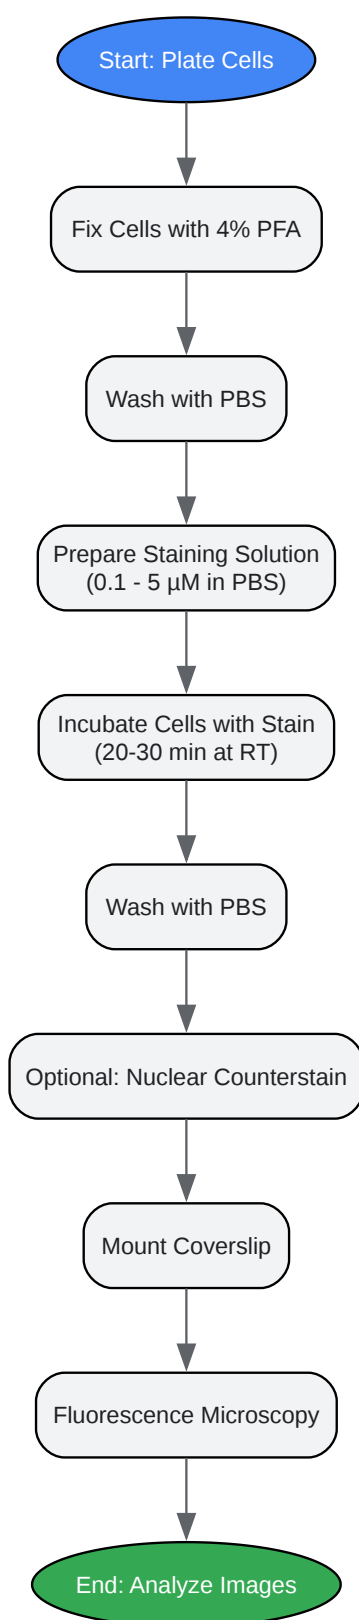 Start: Plate Cells
Fix Cells with 4% PFA
Wash with PBS
Prepare Staining Solution
(0.1 - 5 µM in PBS)
Incubate Cells with Stain
(20-30 min at RT)
Wash with PBS
Optional: Nuclear Counterstain
Mount Coverslip
Fluorescence Microscopy
End: Analyze Images